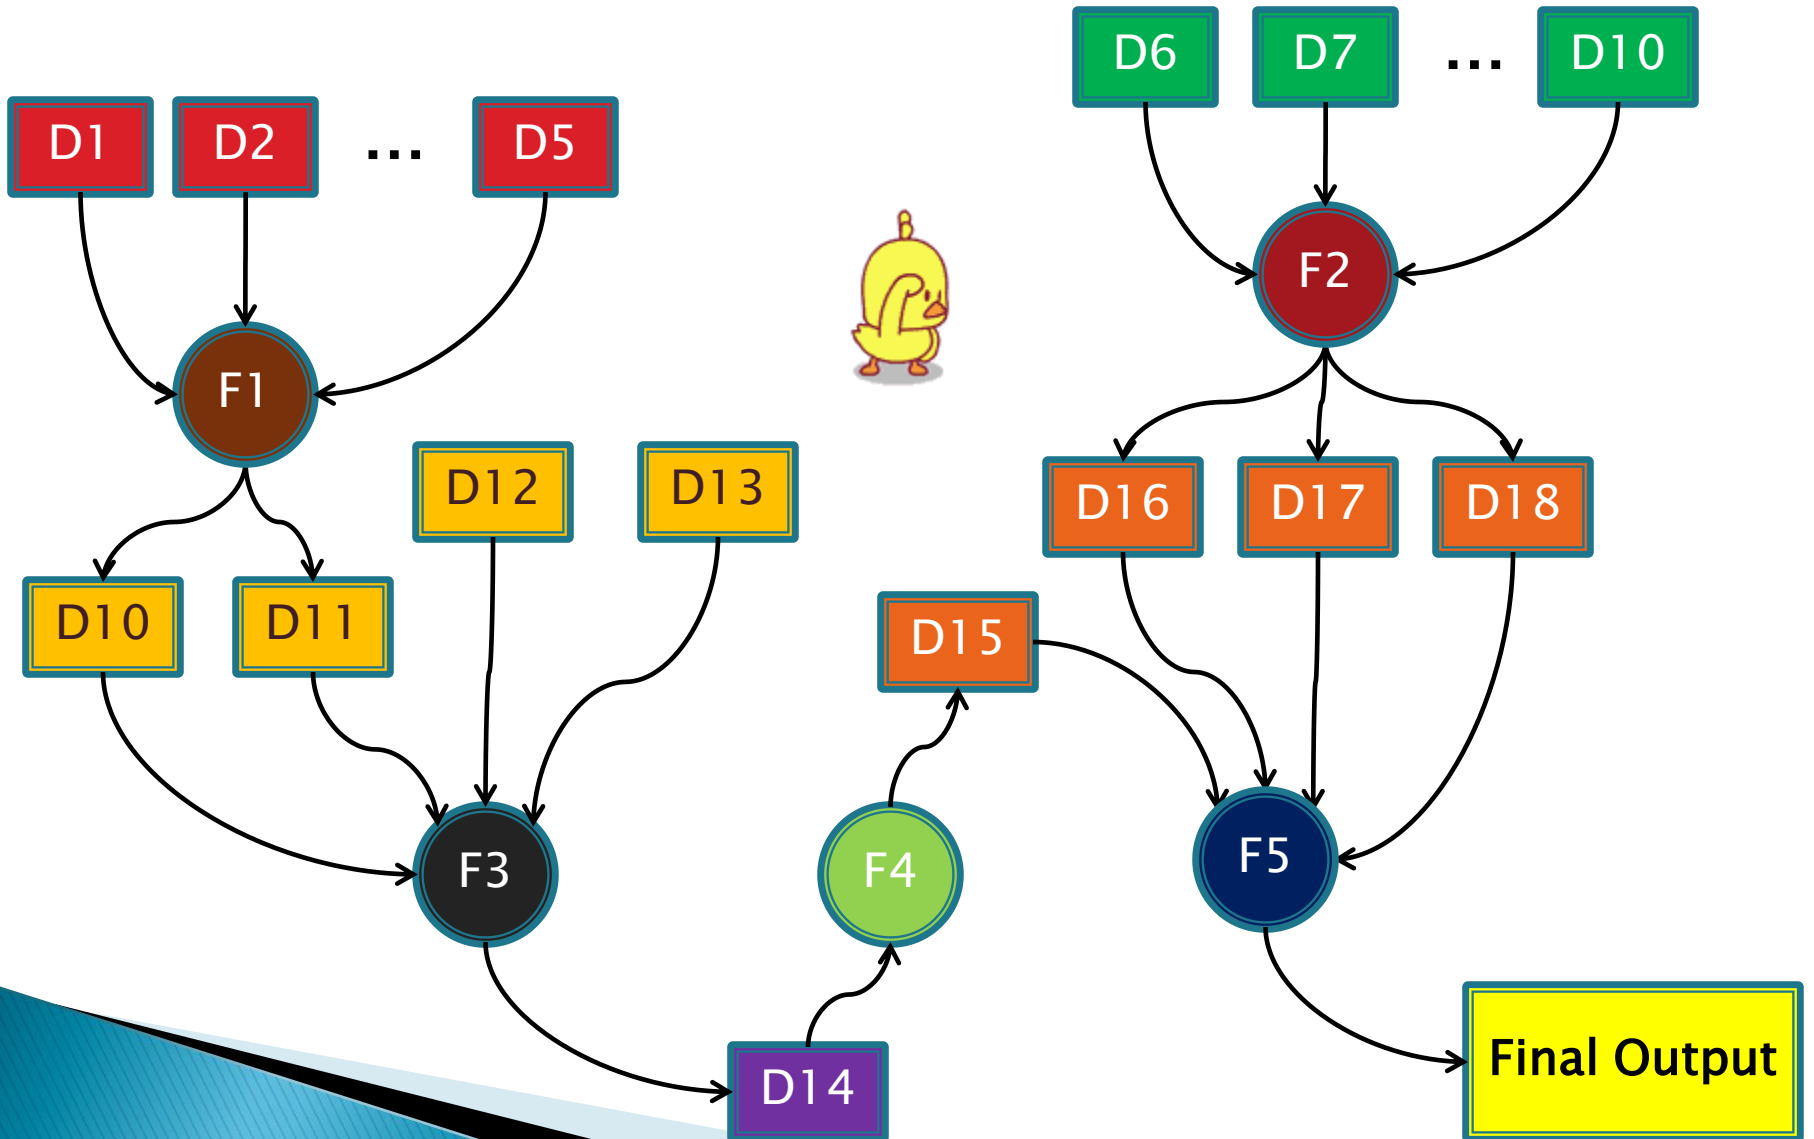 D6
D7
...
D10
D1
D2
...
D5
F2
F1
D12
D13
D16
D17
D18
D10
D11
D15
F3
F4
F5
Final Output
D14